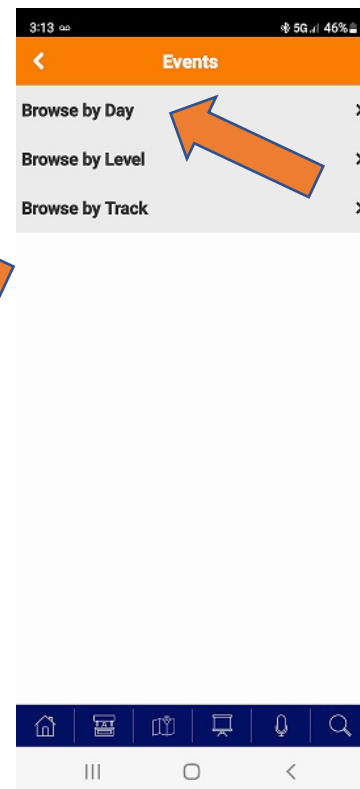 3:13 5G 46%
Events
Browse by Day
Browse by Level
Browse by Track